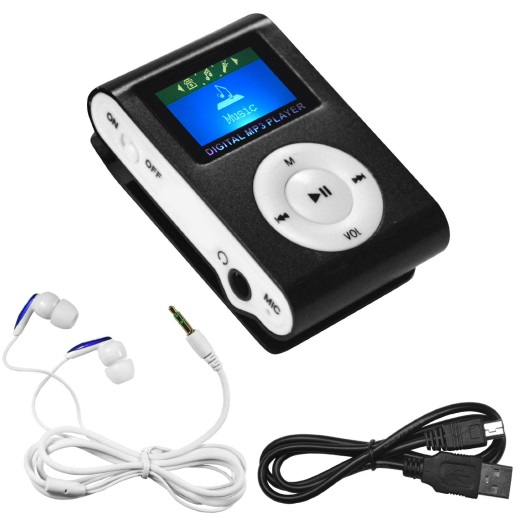 Music
DIGITAL MP3 PLAYER
ON
OFF
M
VOL
MIC